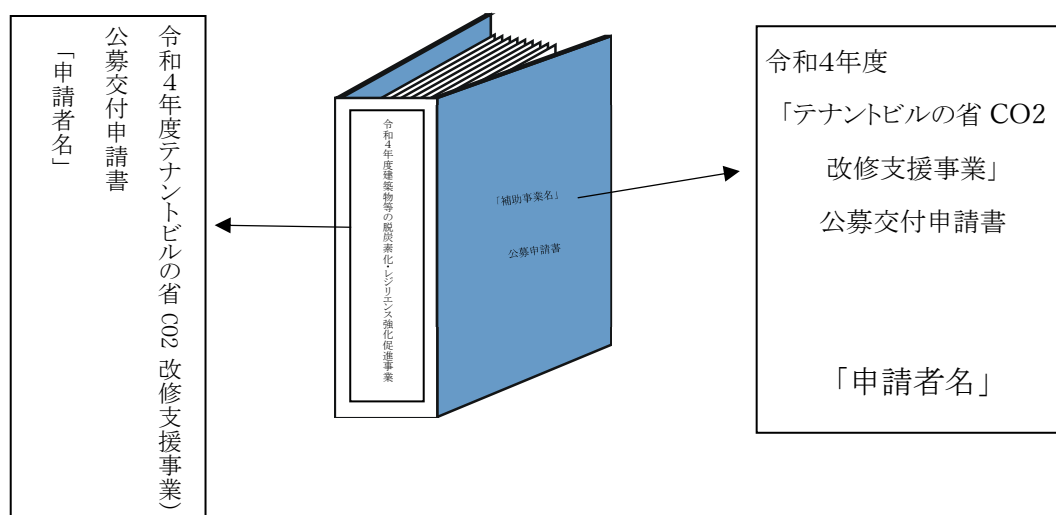 令和４年度テナントビルの省 CO2 改修支援事業）
公募交付申請書
「申請者名」
令和４年度建築物等の脱炭素化・レジリエンス強化促進事業
「補助事業名」
公募申請書
令和4年度
「テナントビルの省 CO2
改修支援事業」
公募交付申請書
「申請者名」